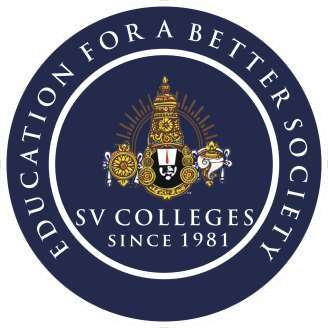 EDUCATION FOR A BETTER SOCIETY
SV COLLEGES
SINCE 1981